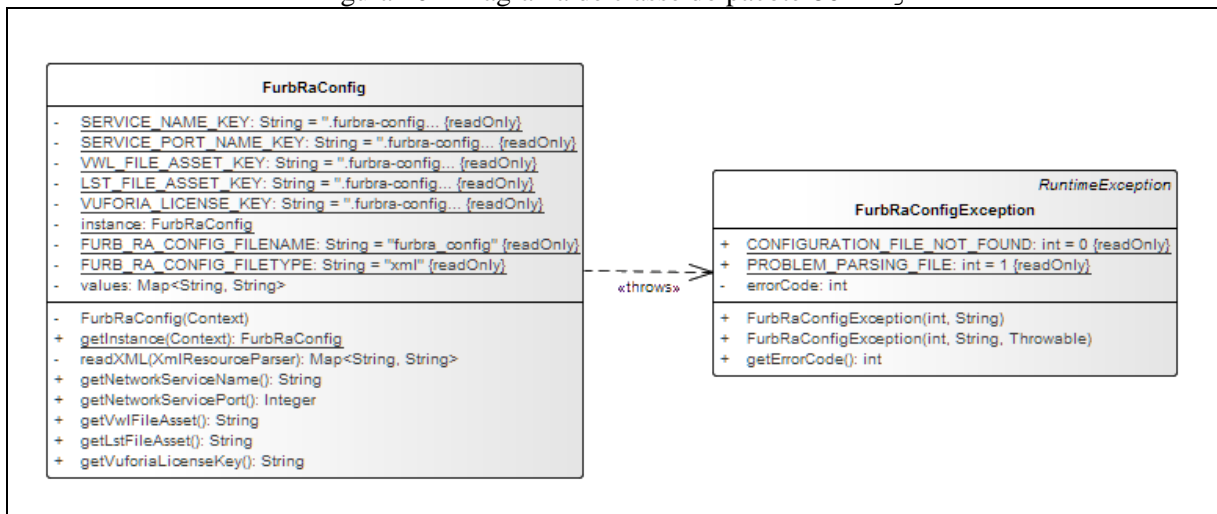 FurbRaConfig
- SERVICE_NAME_KEY: String = ".furbra-config... {readOnly}
- SERVICE_PORT_NAME_KEY: String = ".furbra-config... {readOnly}
- VWL_FILE_ASSET_KEY: String = ".furbra-config... {readOnly}
- LST_FILE_ASSET_KEY: String = ".furbra-config... {readOnly}
- VUFORIA_LICENSE_KEY: String = ".furbra-config... {readOnly}
- instance: FurbRaConfig
- FURB_RA_CONFIG_FILENAME: String = "furbra_config" {readOnly}
- FURB_RA_CONFIG_FILETYPE: String = "xml" {readOnly}
- values: Map<String, String>
- FurbRaConfig(Context)
+ getInstance(Context): FurbRaConfig
- readXML(XmlResourceParser): Map<String, String>
+ getNetworkServiceName(): String
+ getNetworkServicePort(): Integer
+ getVwlFileAsset(): String
+ getLstFileAsset(): String
+ getVuforiaLicenseKey(): String
«throws»
RuntimeException
FurbRaConfigException
+ CONFIGURATION_FILE_NOT_FOUND: int = 0 {readOnly}
+ PROBLEM_PARSING_FILE: int = 1 {readOnly}
- errorCode: int
+ FurbRaConfigException(int, String)
+ FurbRaConfigException(int, String, Throwable)
+ getErrorCode(): int